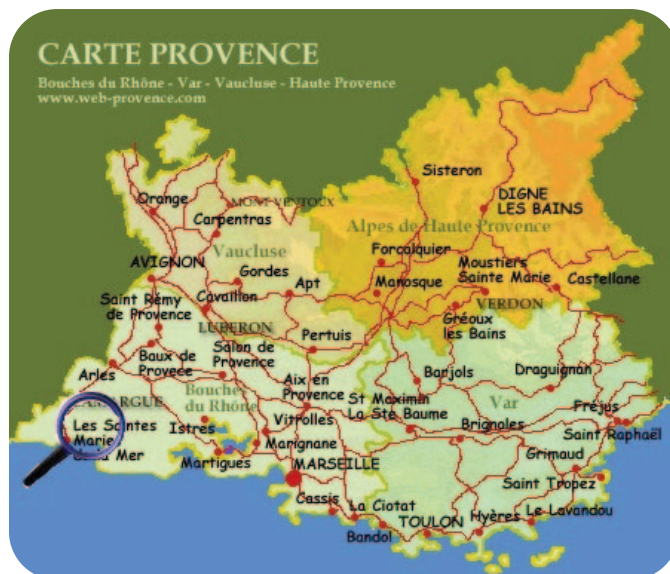 CARTE PROVENCE
Bouches du Rhône - Var - Vaucluse - Haute Provence
www.web-provence.com
Sisteron
Orange
MONT VENTOUX
DIGNE
LES BAINS
Carpentras
Alpes de Haute Provence
Vaucluse
Forcalquier
AVIGNON
Gordes
Moustiers
Sainte Marie
Castellane
Apt
Manosque
Saint Rémy
de Provence
Cavaillon
VERDON
LUBERON
Gréoux
les Bains
Pertuis
Baux de
Provece
Salon de
Provence
Arles
Aix en
Provence
Barjols
Draguignan
Bouches
du Rhône
St Maximin
La Ste Baume
Var
Fréjus
Les Saintes
Marie
Mer
Istres
Vitrolles
Brignoles
Saint Raphaël
Marignane
Martigues
MARSEILLE
Grimaud
Saint Tropez
Cassis
La Ciotat
Le Lavandou
Bandol
TOULON
Hyères